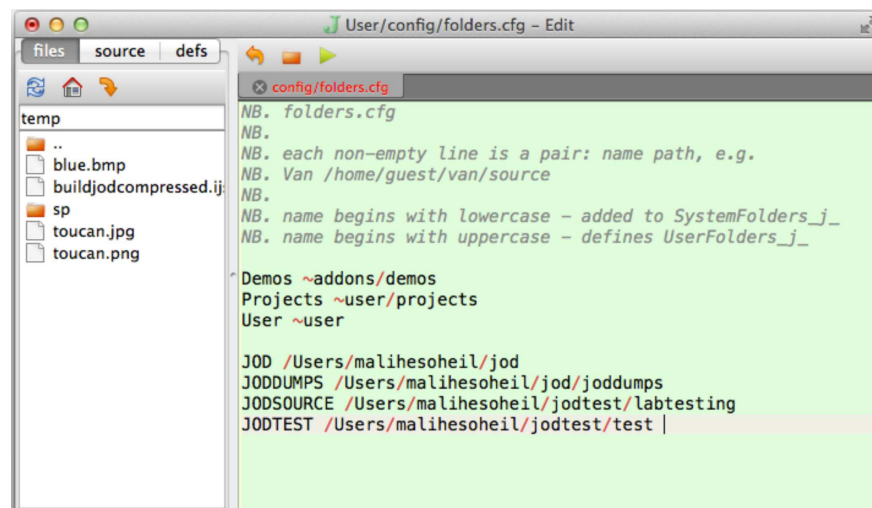 User/config/folders.cfg – Edit
files source defs
config/folders.cfg
temp
..
blue.bmp
buildjodcompressed.ij
sp
toucan.jpg
toucan.png
NB. folders.cfg
NB.
NB. each non-empty line is a pair: name path, e.g.
NB. Van /home/guest/van/source
NB.
NB. name begins with lowercase - added to SystemFolders_j_
NB. name begins with uppercase - defines UserFolders_j_
Demos ~addons/demos
Projects ~user/projects
User ~user
JOD /Users/malihesoheil/jod
JODDUMPS /Users/malihesoheil/jod/joddumps
JODSOURCE /Users/malihesoheil/jodtest/labtesting
JODTEST /Users/malihesoheil/jodtest/test